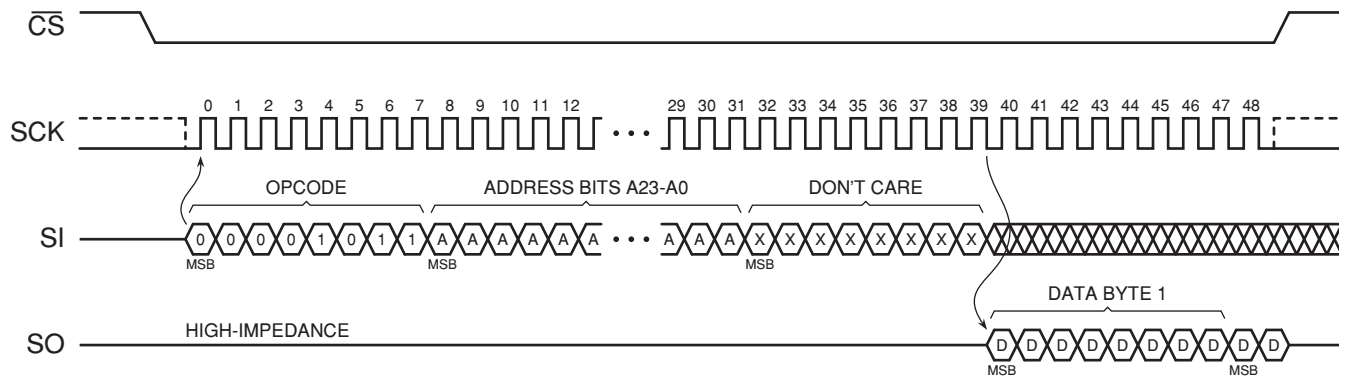 CS
0 1 2 3 4 5 6 7 8 9 10 11 12 29 30 31 32 33 34 35 36 37 38 39 40 41 42 43 44 45 46 47 48
SCK
OPCODE ADDRESS BITS A23-A0 DON'T CARE
SI 0 0 0 0 1 0 1 1 A A A A A A A A A X X X X X X X X
MSB MSB MSB
DATA BYTE 1
HIGH-IMPEDANCE
SO D D D D D D D D D D
MSB MSB